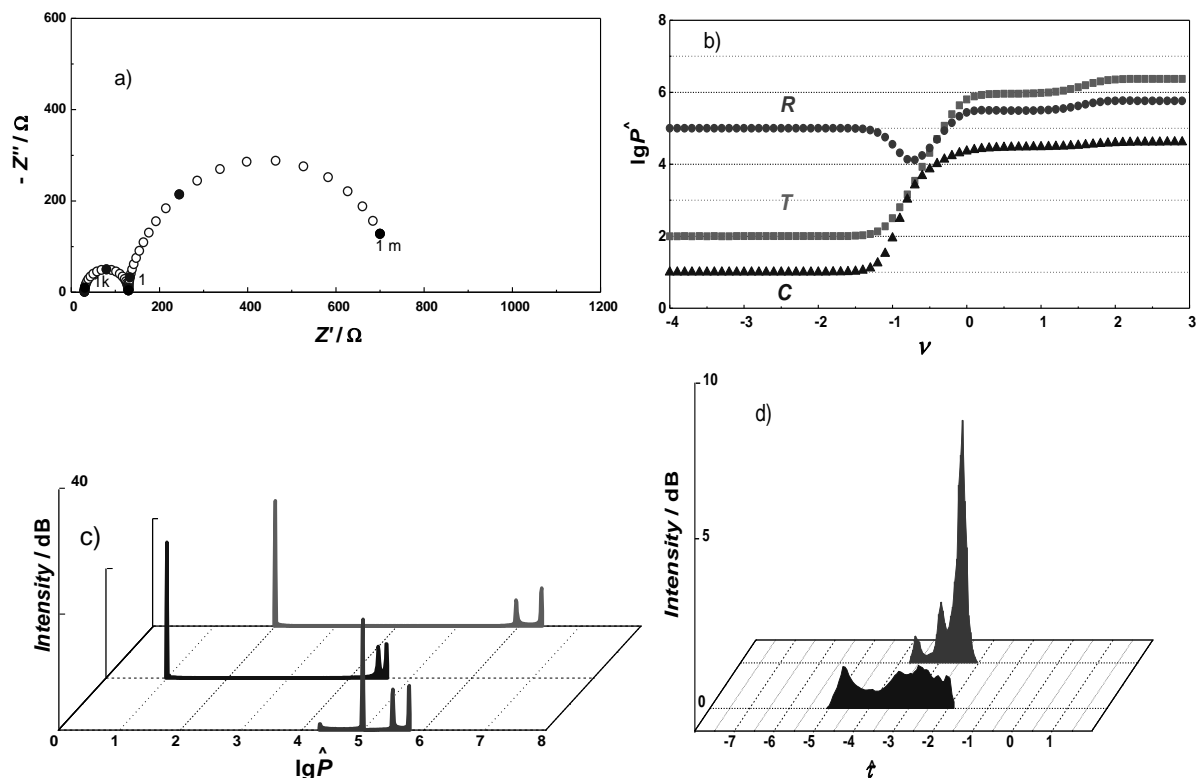 a)
- Z'' / Ω
600
400
200
0
1k
1
1 m
0 200 400 600 800 1000 1200
Z' / Ω
b)
lgP̂
8
6
4
2
0
R
T
C
-4 -3 -2 -1 0 1 2 3
ν
c)
Intensity / dB
40
0 1 2 3 4 5 6 7 8
lgP̂
d)
Intensity / dB
10
5
0
-7 -6 -5 -4 -3 -2 -1 0 1
τ̂